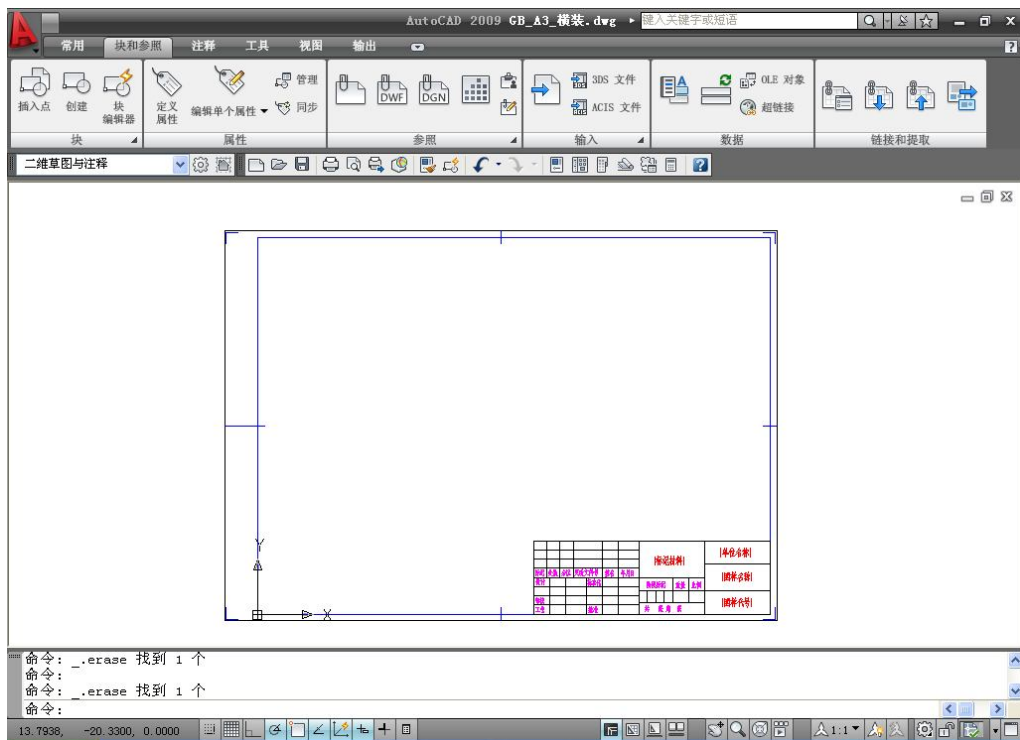 AutoCAD 2009 GB_A3_横装.dwg
键入关键字或短语
常用 块和参照 注释 工具 视图 输出
插入点 创建 块编辑器
定义属性 编辑单个属性 管理 同步
DWF DGN
3DS 文件
ACIS 文件
OLE 对象
超链接
块 属性 参照 输入 数据 链接和提取
二维草图与注释
Y
X
|单位名称|
|图样名称|
|图样代号|
命令: _.erase 找到 1 个
命令:
命令: _.erase 找到 1 个
命令:
13.7938, -20.3300, 0.0000
1:1